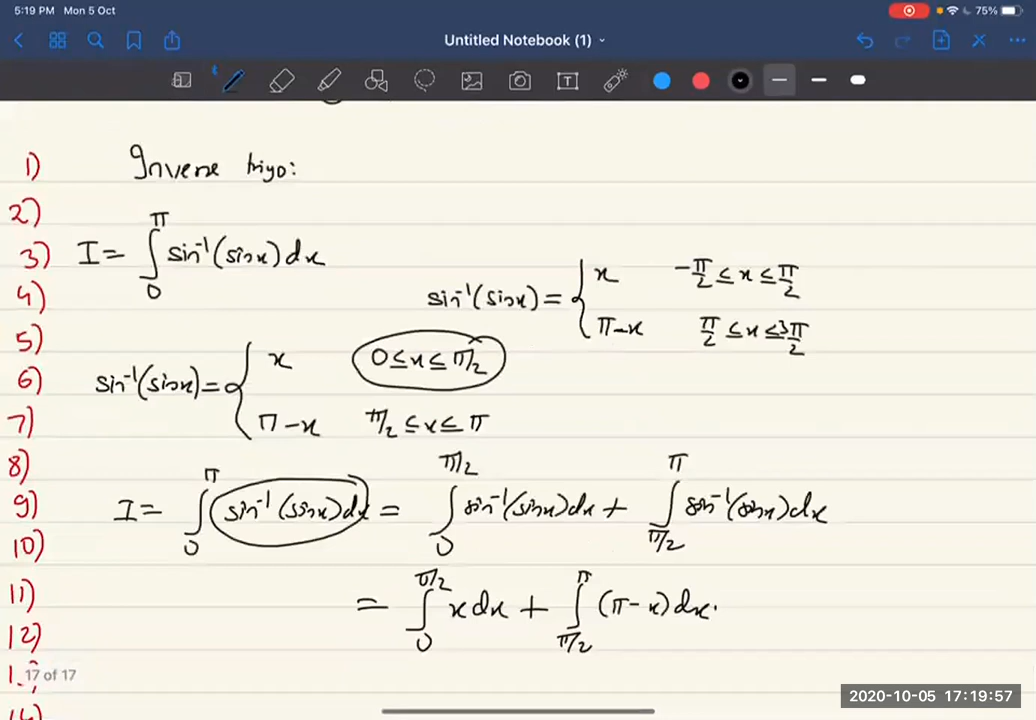 5:19 PM Mon 5 Oct 75%
Untitled Notebook (1)
1) Inverse trigo:
2)
3) I = ∫₀^π sin⁻¹(sinx)dx
4) sin⁻¹(sinx) = { x   -π/2 ≤ x ≤ π/2
π-x   π/2 ≤ x ≤ 3π/2
5)
6) sin⁻¹(sinx) = { x   0 ≤ x ≤ π/2
7) π-x   π/2 ≤ x ≤ π
8)
9) I = ∫₀^π sin⁻¹(sinx)dx = ∫₀^π/2 sin⁻¹(sinx)dx + ∫π/2^π sin⁻¹(sinx)dx
10)
11) = ∫₀^π/2 x dx + ∫π/2^π (π-x)dx.
12)
17 of 17
2020-10-05 17:19:57
14)